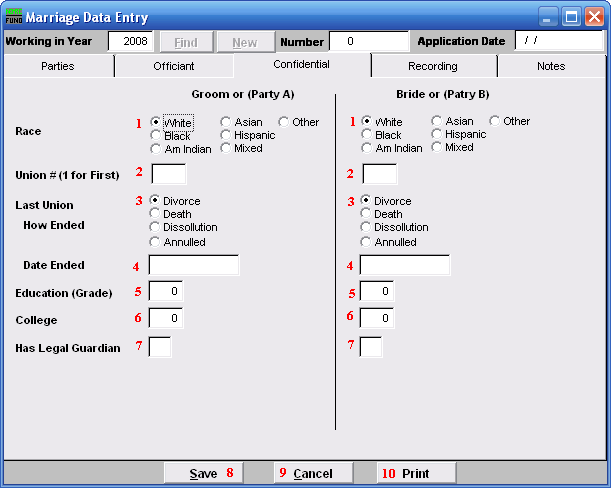 FUND Marriage Data Entry
Working in Year 2008 Find New Number 0 Application Date / /
Parties Officiant Confidential Recording Notes
Groom or (Party A) Bride or (Patry B)
Race 1 White Asian Other 1 White Asian Other
Black Hispanic Black Hispanic
Am Indian Mixed Am Indian Mixed
Union # (1 for First) 2 2
Last Union 3 Divorce 3 Divorce
Death Death
How Ended Dissollution Dissollution
Annulled Annulled
Date Ended 4 4
Education (Grade) 5 0 5 0
College 6 0 6 0
Has Legal Guardian 7 7
Save 8 9 Cancel 10 Print